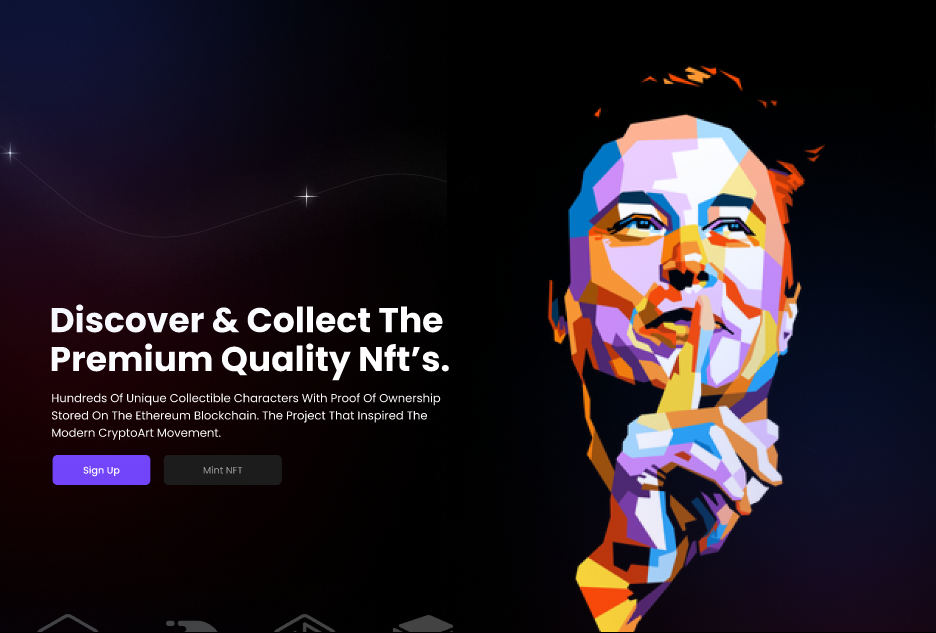 Discover & Collect The
Premium Quality Nft’s.
Hundreds Of Unique Collectible Characters With Proof Of Ownership
Stored On The Ethereum Blockchain. The Project That Inspired The
Modern CryptoArt Movement.
Sign Up
Mint NFT